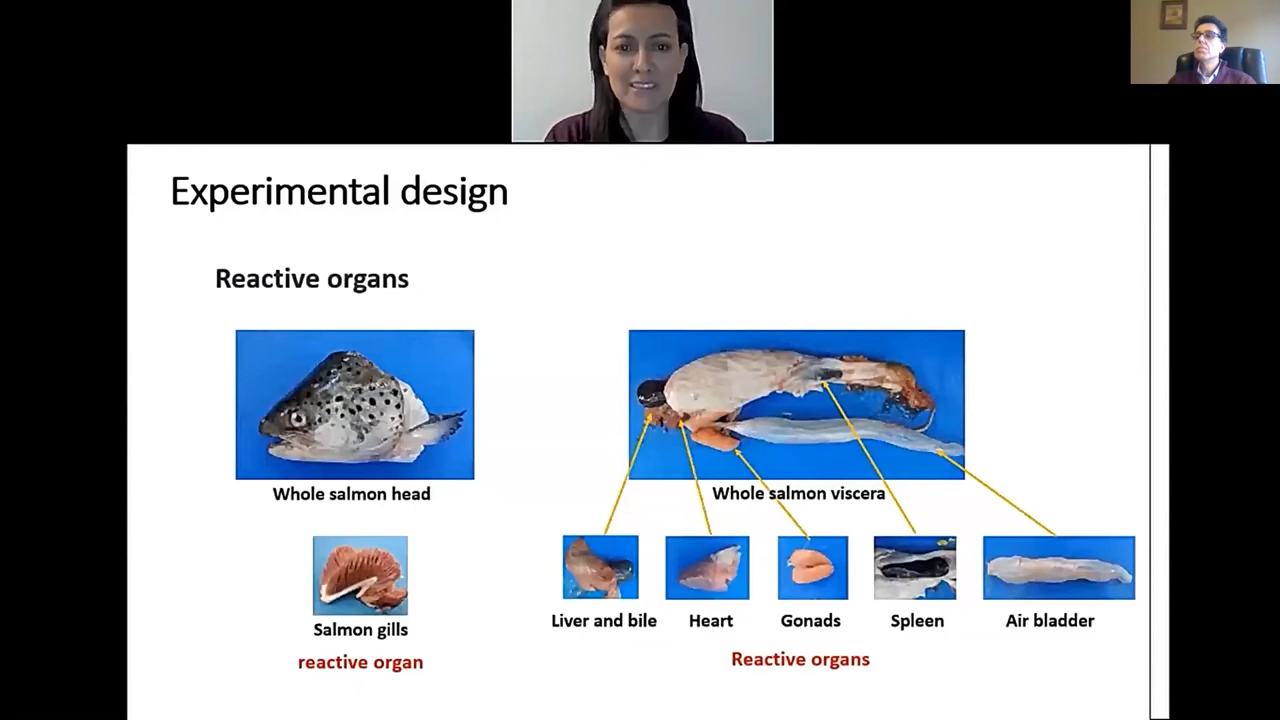 Experimental design
Reactive organs
Whole salmon head
Whole salmon viscera
Salmon gills
reactive organ
Liver and bile
Heart
Gonads
Spleen
Air bladder
Reactive organs